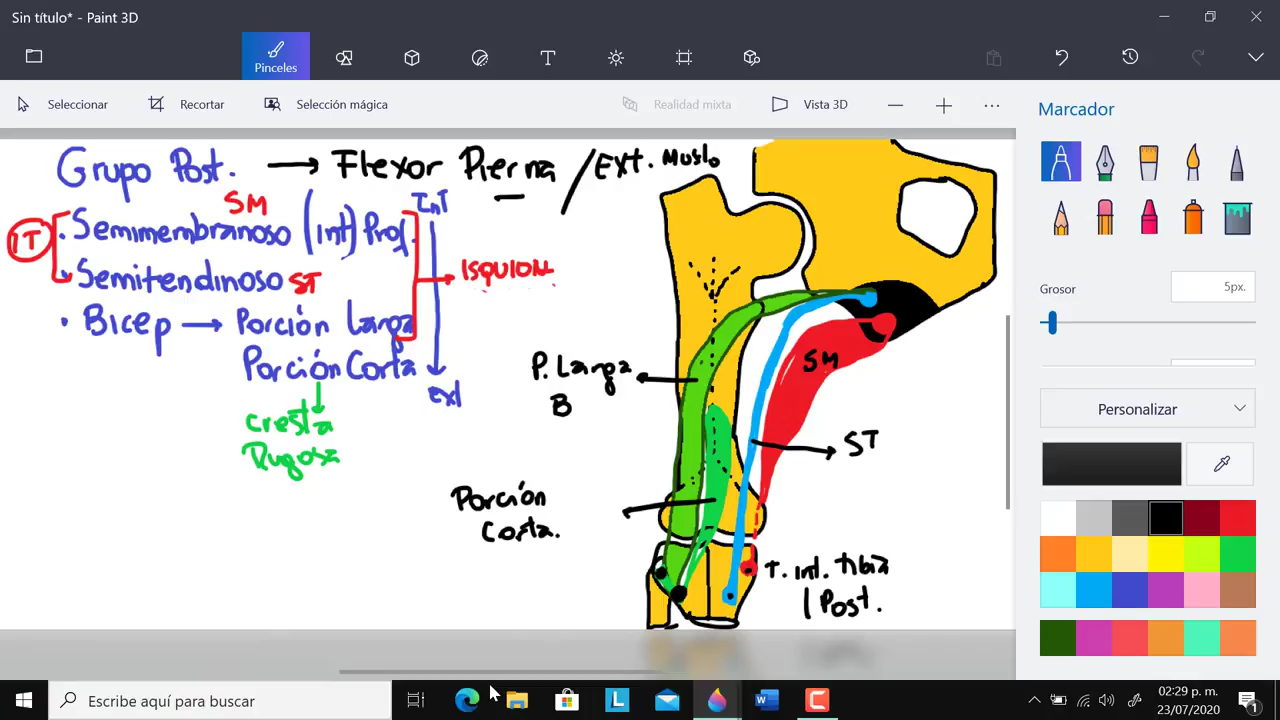 Sin título* - Paint 3D
Pinceles
Seleccionar
Recortar
Selección mágica
Realidad mixta
Vista 3D
Marcador
Grosor
5px.
Personalizar
Grupo Post. → Flexor Pierna / Ext. Muslo
SM
InT
IT
Semimembranoso (Int) Prof.
Semitendinoso ST
ISQUION
Bicep → Porción Larga
Porción Corta
ext
cresta
Rugosa
P. Larga
B
SM
ST
Porción
Corta.
T. int. tibia
| Post.
Escribe aquí para buscar
02:29 p. m.
23/07/2020